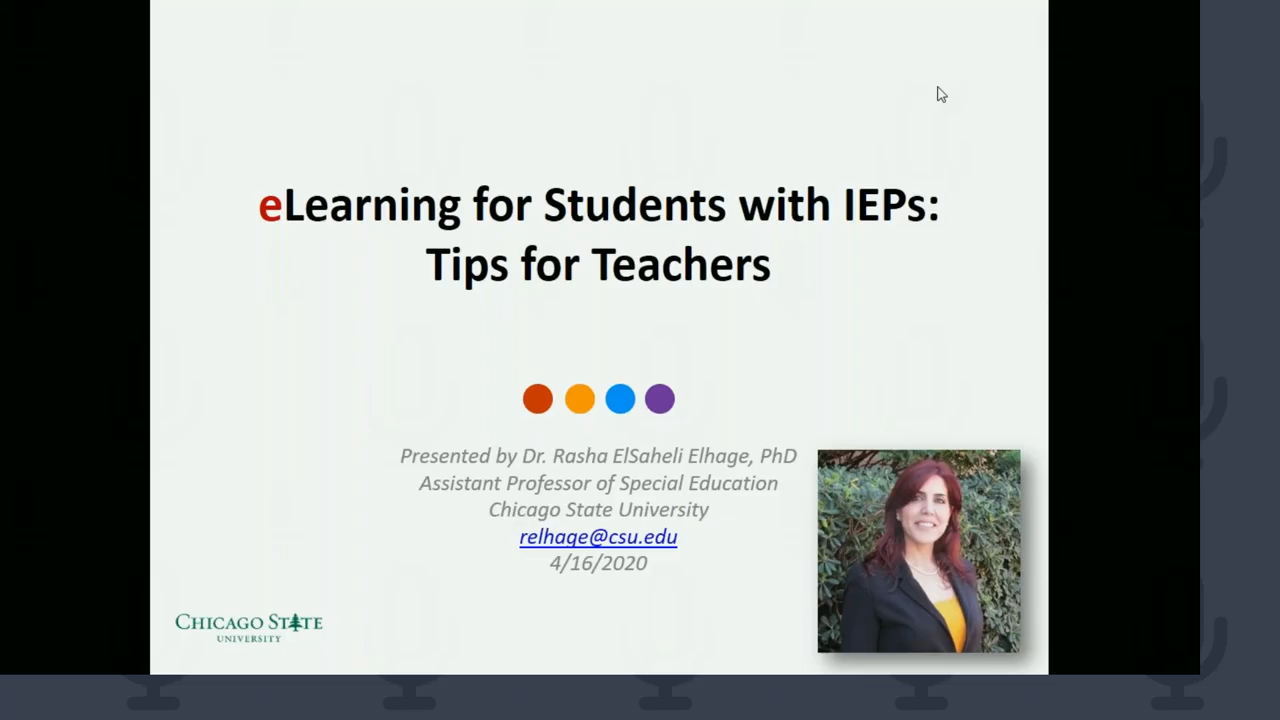 eLearning for Students with IEPs:
Tips for Teachers
Presented by Dr. Rasha ElSaheli Elhage, PhD
Assistant Professor of Special Education
Chicago State University
relhage@csu.edu
4/16/2020
CHICAGO STATE
UNIVERSITY